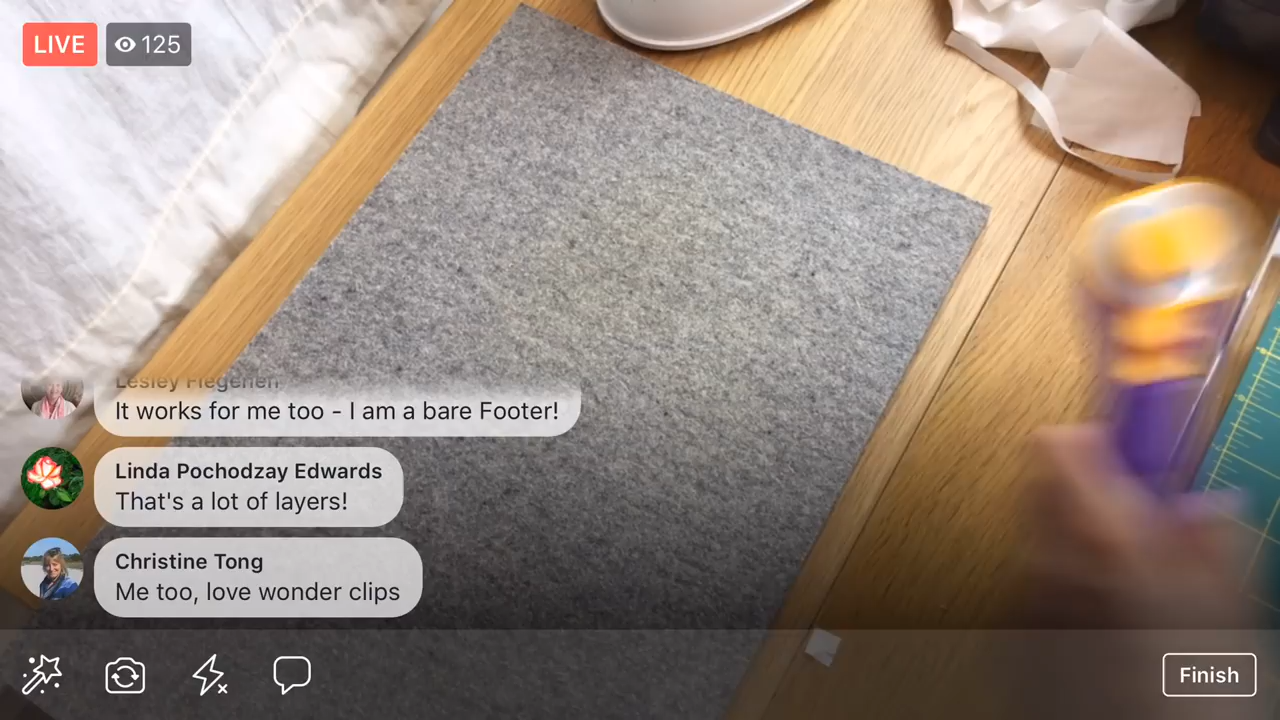 LIVE
125
It works for me too - I am a bare Footer!
Linda Pochodzay Edwards
That's a lot of layers!
Christine Tong
Me too, love wonder clips
Finish